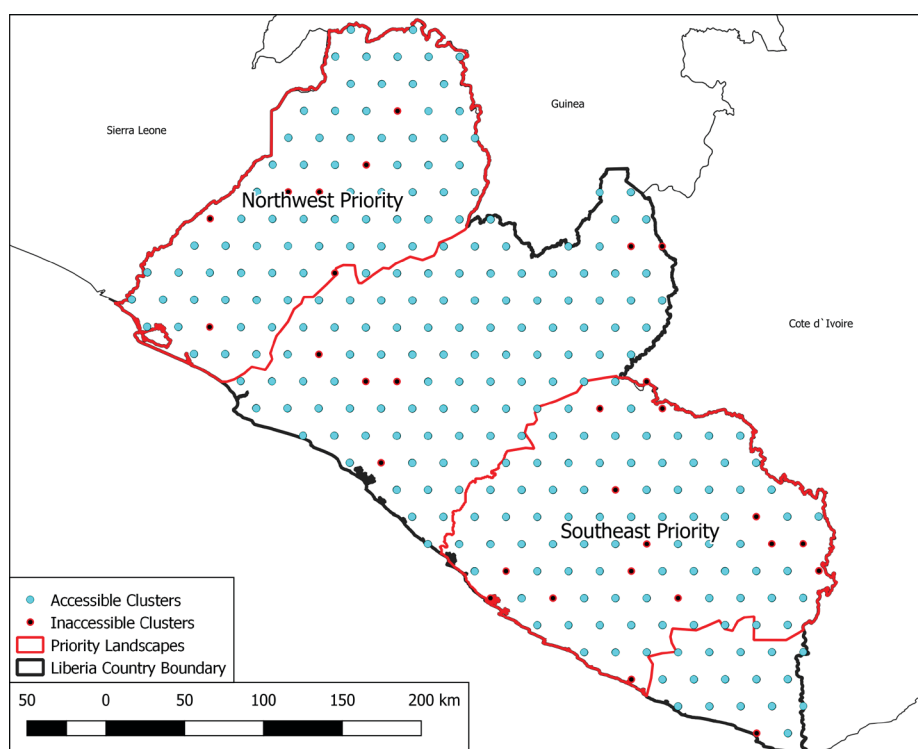 Guinea
Sierra Leone
Northwest Priority
Cote d`Ivoire
Southeast Priority
Accessible Clusters
Inaccessible Clusters
Priority Landscapes
Liberia Country Boundary
50 0 50 100 150 200 km